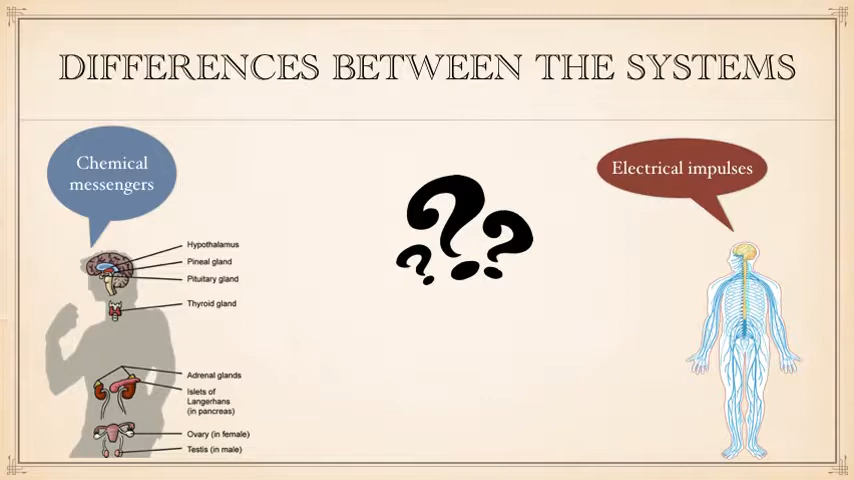 DIFFERENCES BETWEEN THE SYSTEMS
Chemical
messengers
Electrical impulses
???
Hypothalamus
Pineal gland
Pituitary gland
Thyroid gland
Adrenal glands
Islets of
Langerhans
(in pancreas)
Ovary (in female)
Testis (in male)